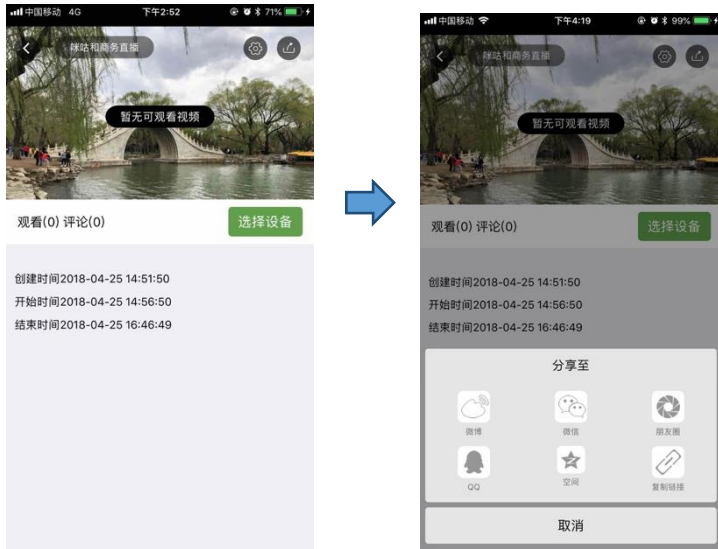 中国移动 4G 下午2:52 71%
咪咕和商务直播
暂无可观看视频
观看(0) 评论(0) 选择设备
创建时间2018-04-25 14:51:50
开始时间2018-04-25 14:56:50
结束时间2018-04-25 16:46:49
中国移动 下午4:19 99%
咪咕和商务直播
暂无可观看视频
观看(0) 评论(0) 选择设备
创建时间2018-04-25 14:51:50
开始时间2018-04-25 14:56:50
结束时间2018-04-25 16:46:49
分享至
微博 微信 朋友圈
QQ 空间 复制链接
取消